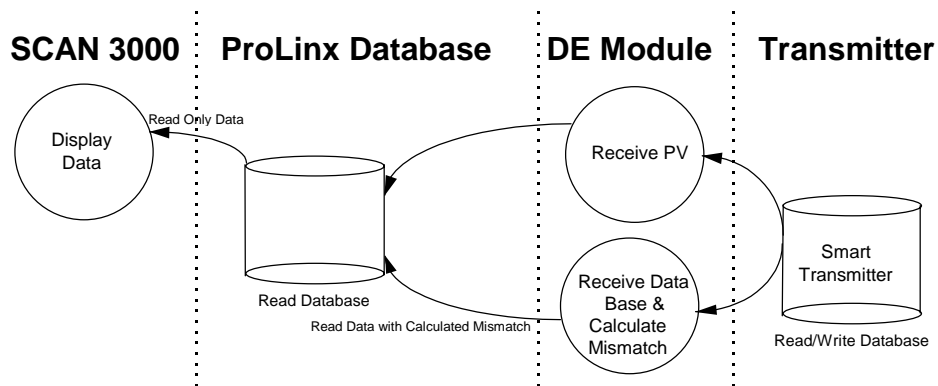 SCAN 3000
ProLinx Database
DE Module
Transmitter
Display
Data
Read Only Data
Read Database
Read Data with Calculated Mismatch
Receive PV
Receive Data
Base &
Calculate
Mismatch
Smart
Transmitter
Read/Write Database